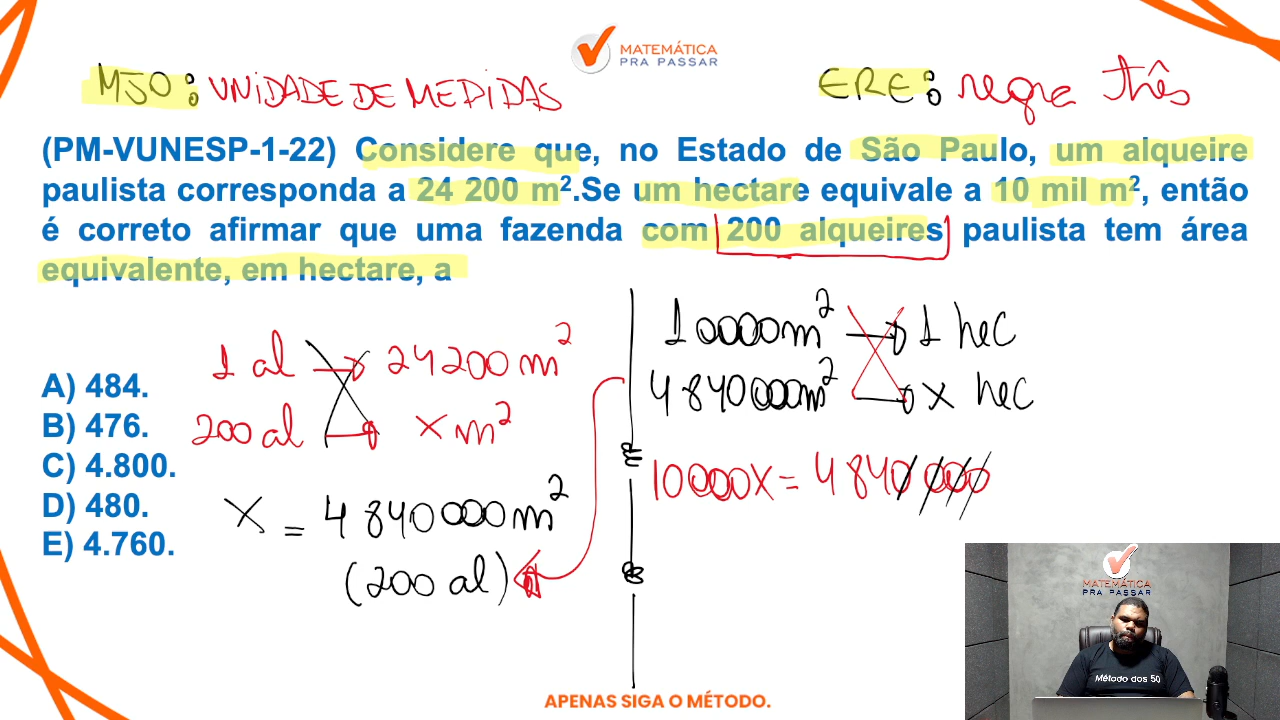 MATEMÁTICA
PRA PASSAR
MJO: UNIDADE DE MEDIDAS
ERE: regra três
(PM-VUNESP-1-22) Considere que, no Estado de São Paulo, um alqueire
paulista corresponda a 24 200 m².Se um hectare equivale a 10 mil m², então
é correto afirmar que uma fazenda com 200 alqueires paulista tem área
equivalente, em hectare, a
A) 484.
B) 476.
C) 4.800.
D) 480.
E) 4.760.
1 al → 24200 m²
200 al → x m²
x = 4840000 m²
(200 al)
10000m² → 1 hec
4840000m² → x hec
10000x = 4840000
MATEMÁTICA
PRA PASSAR
Método dos 50
APENAS SIGA O MÉTODO.